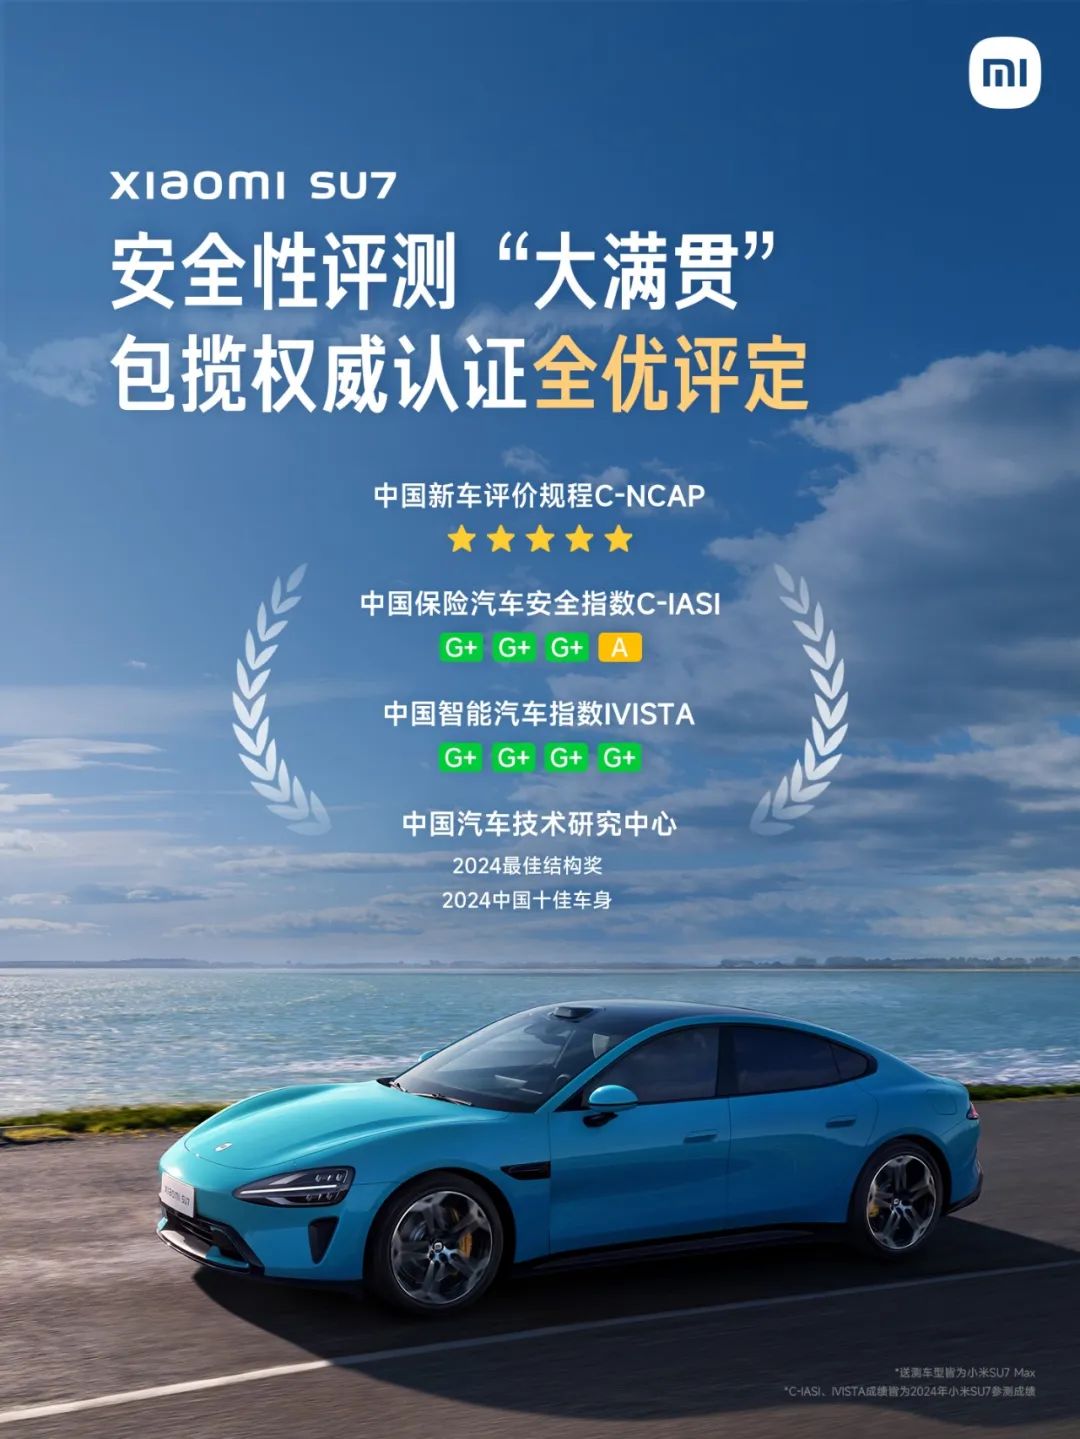 mi
xiaomi SU7
安全性评测“大满贯”
包揽权威认证全优评定
中国新车评价规程C-NCAP
中国保险汽车安全指数C-IASI
G+ G+ G+ A
中国智能汽车指数IVISTA
G+ G+ G+ G+
中国汽车技术研究中心
2024最佳结构奖
2024中国十佳车身
xiaomi SU7
*送测车型皆为小米SU7 Max
*C-IASI、IVISTA成绩皆为2024年小米SU7参测成绩